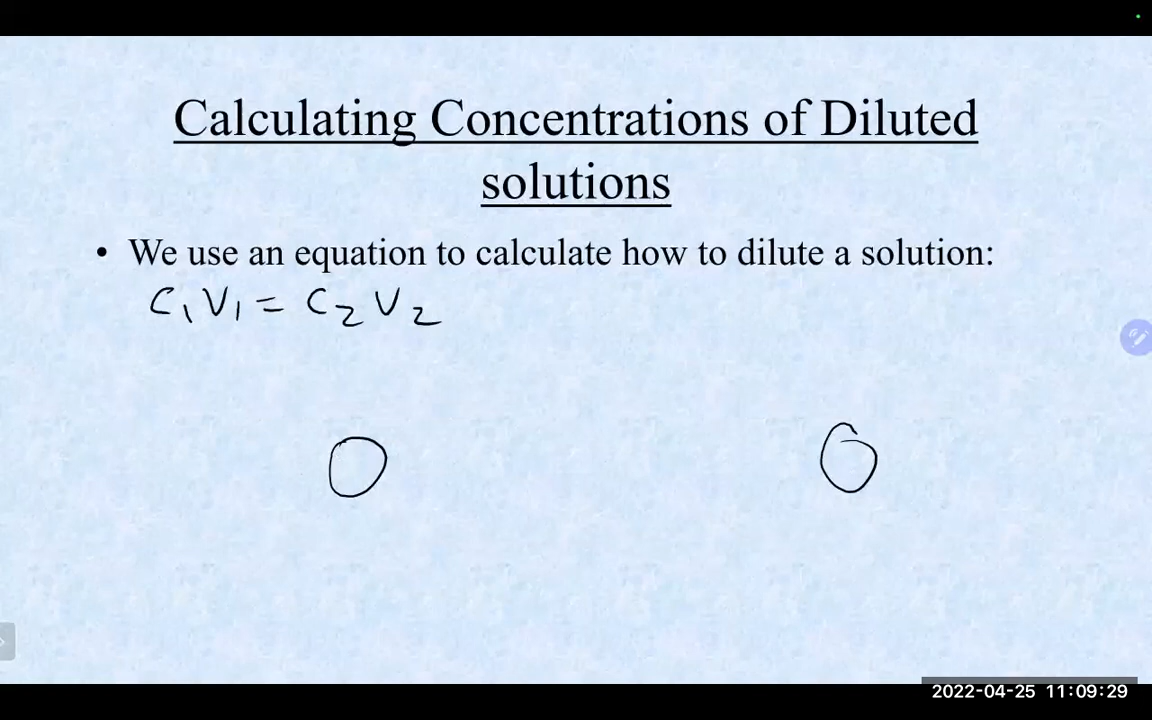 Calculating Concentrations of Diluted
solutions
• We use an equation to calculate how to dilute a solution:
C₁V₁ = C₂V₂
2022-04-25 11:09:29